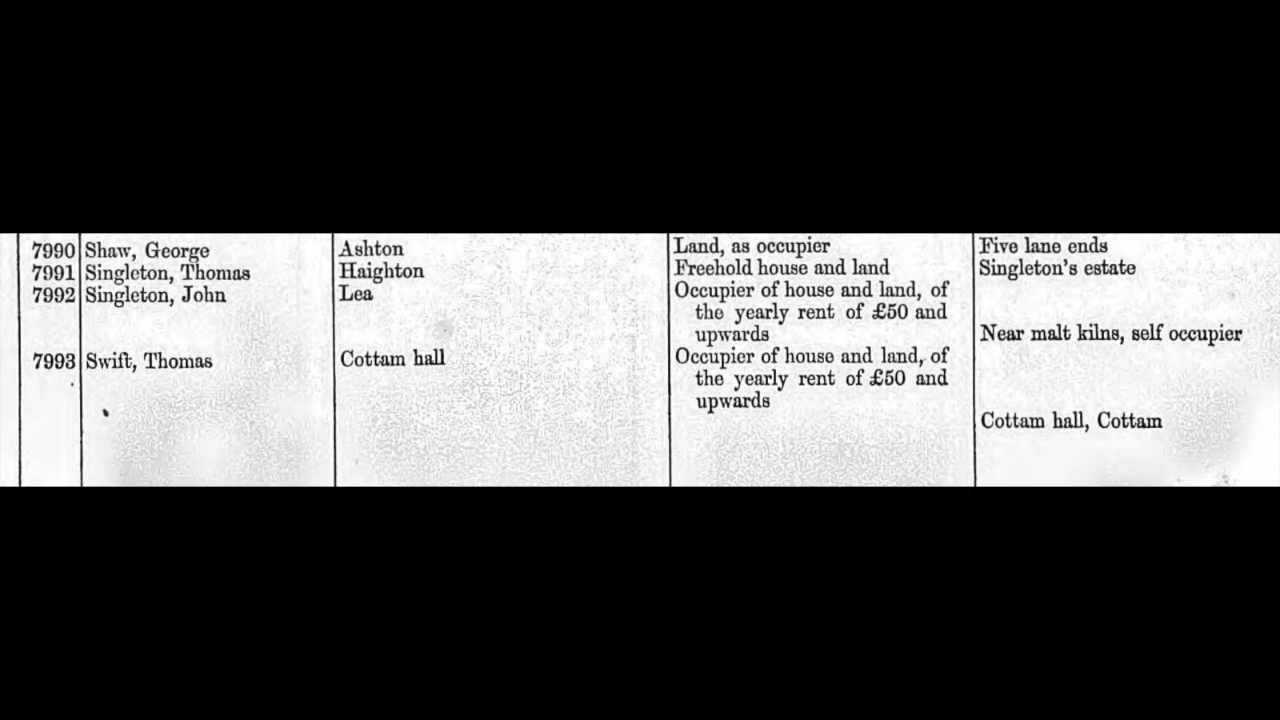 7990 Shaw, George Ashton Land, as occupier Five lane ends
7991 Singleton, Thomas Haighton Freehold house and land Singleton's estate
7992 Singleton, John Lea Occupier of house and land, of
the yearly rent of £50 and
upwards Near malt kilns, self occupier
7993 Swift, Thomas Cottam hall Occupier of house and land, of
the yearly rent of £50 and
upwards
Cottam hall, Cottam